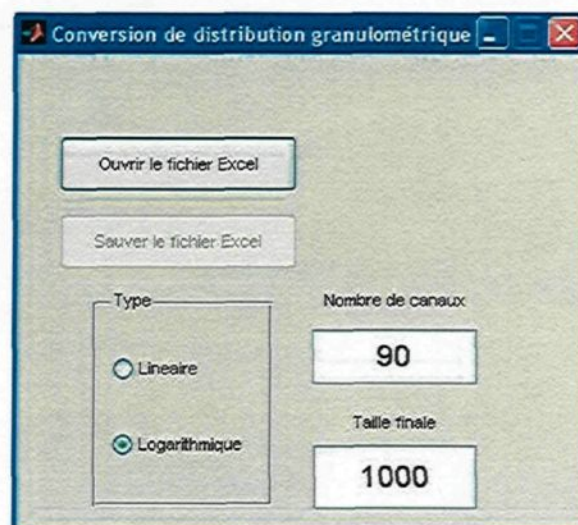 Conversion de distribution granulométrique
Ouvrir le fichier Excel
Sauver le fichier Excel
Type
Lineaire
Logarithmique
Nombre de canaux
90
Taille finale
1000